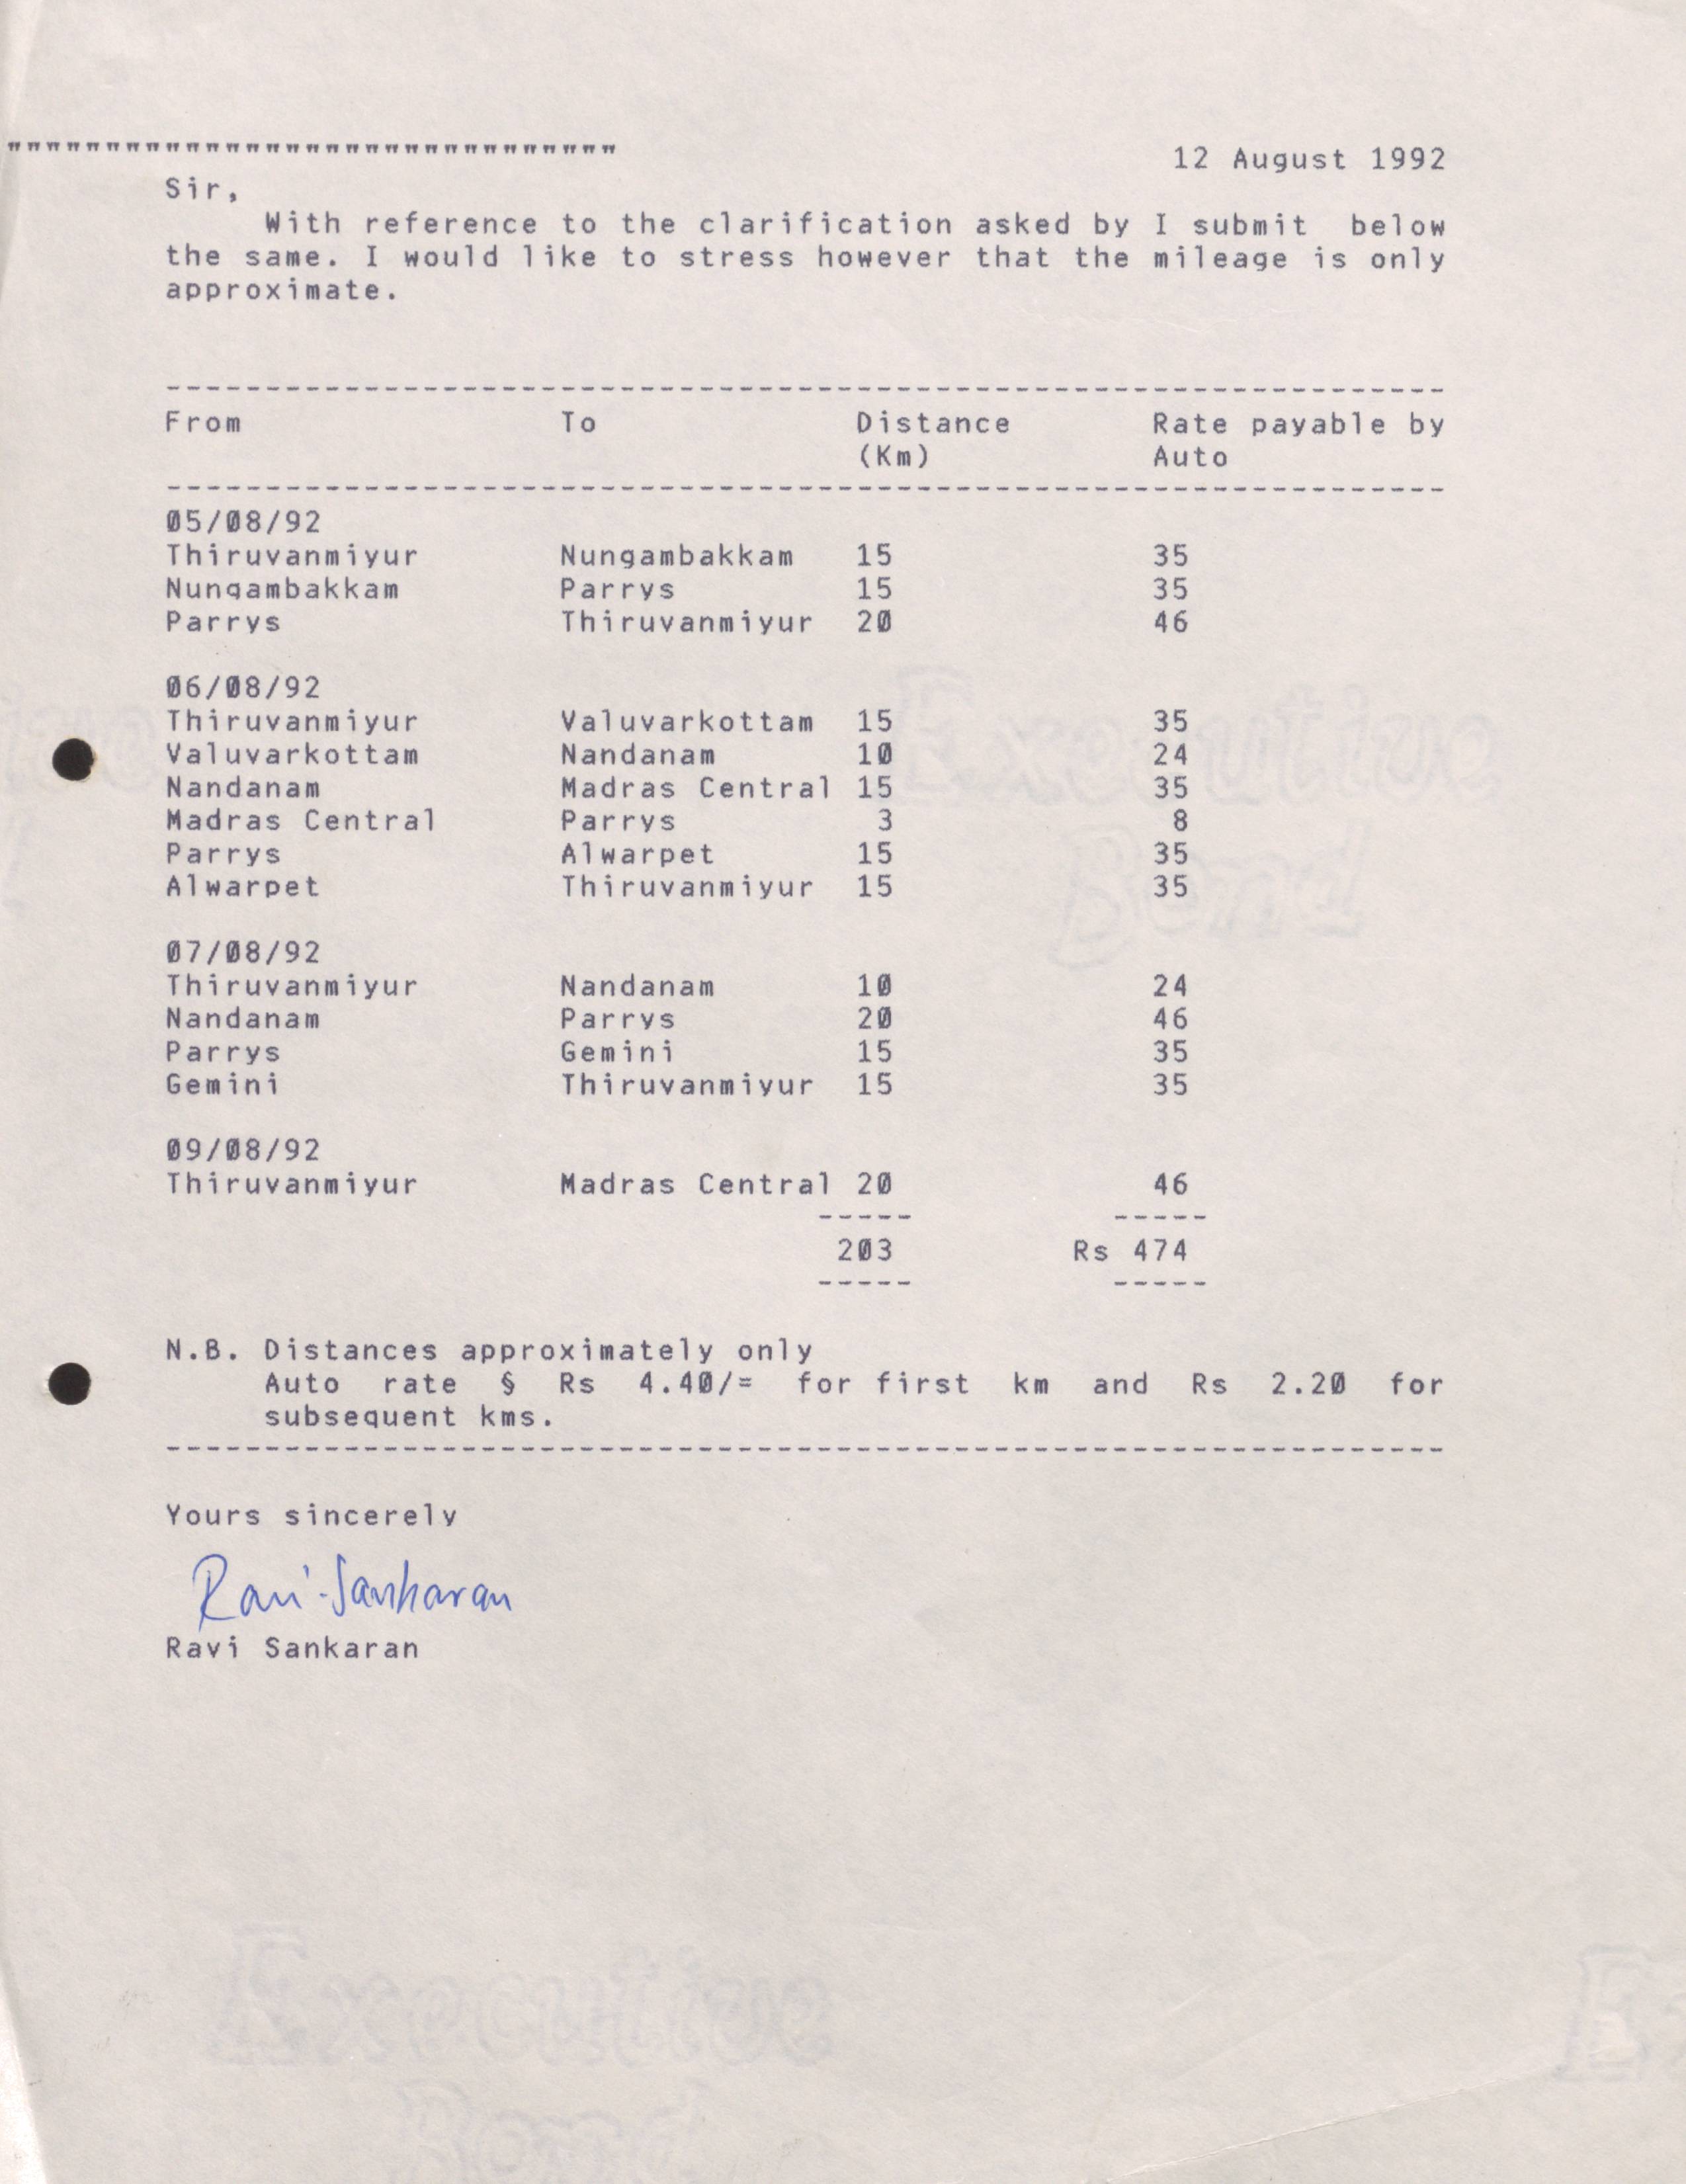 """"""""""""""""""""""""""""""" 12 August 1992
Sir,
With reference to the clarification asked by I submit below
the same. I would like to stress however that the mileage is only
approximate.
From To Distance Rate payable by
(Km) Auto
05/08/92
Thiruvanmiyur Nungambakkam 15 35
Nungambakkam Parrys 15 35
Parrys Thiruvanmiyur 20 46
06/08/92
Thiruvanmiyur Valuvarkottam 15 35
Valuvarkottam Nandanam 10 24
Nandanam Madras Central 15 35
Madras Central Parrys 3 8
Parrys Alwarpet 15 35
Alwarpet Thiruvanmiyur 15 35
07/08/92
Thiruvanmiyur Nandanam 10 24
Nandanam Parrys 20 46
Parrys Gemini 15 35
Gemini Thiruvanmiyur 15 35
09/08/92
Thiruvanmiyur Madras Central 20 46
203 Rs 474
N.B. Distances approximately only
Auto rate § Rs 4.40/= for first km and Rs 2.20 for
subsequent kms.
Yours sincerely
Ravi Sankaran
Ravi Sankaran